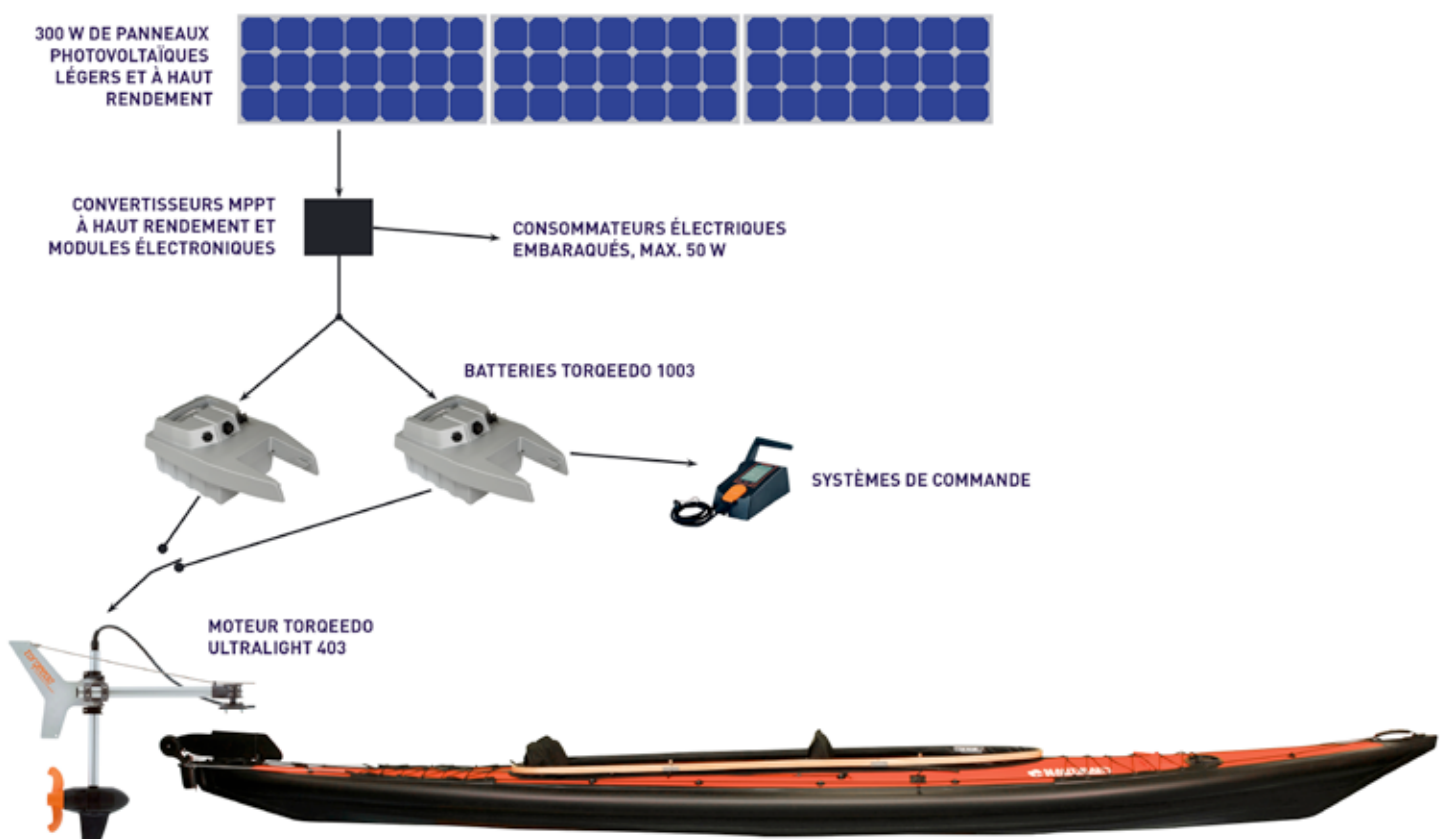 300 W DE PANNEAUX
PHOTOVOLTAÏQUES
LÉGERS ET À HAUT
RENDEMENT
CONVERTISSEURS MPPT
À HAUT RENDEMENT ET
MODULES ÉLECTRONIQUES
CONSOMMATEURS ÉLECTRIQUES
EMBARAQUÉS, MAX. 50 W
BATTERIES TORQEEDO 1003
SYSTÈMES DE COMMANDE
MOTEUR TORQEEDO
ULTRALIGHT 403
torqeedo